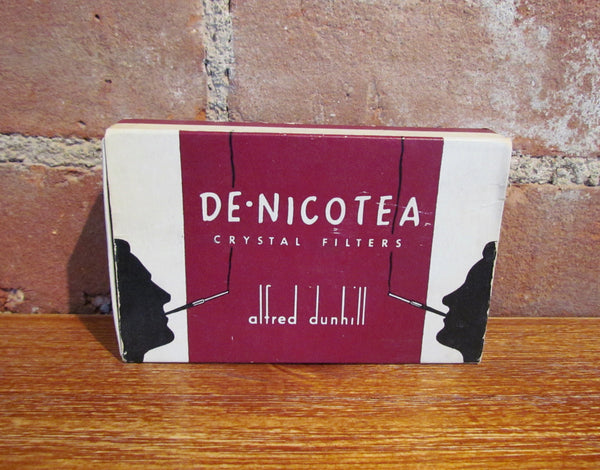 DE·NICOTEA
CRYSTAL FILTERS
alfred dunhill